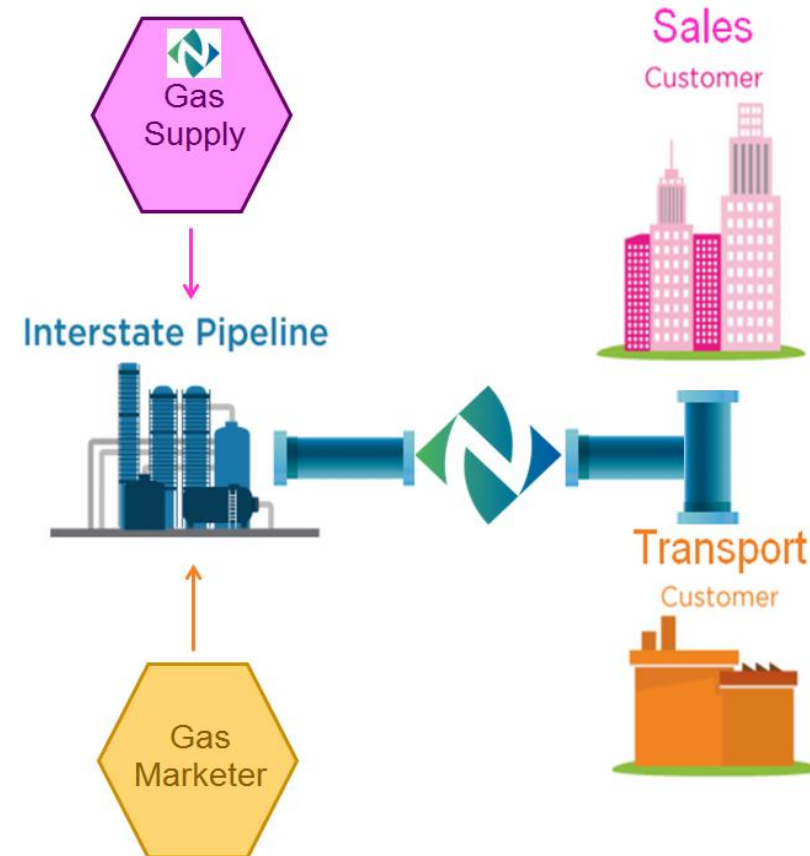 Gas
Supply
Sales
Customer
Interstate Pipeline
Transport
Customer
Gas
Marketer